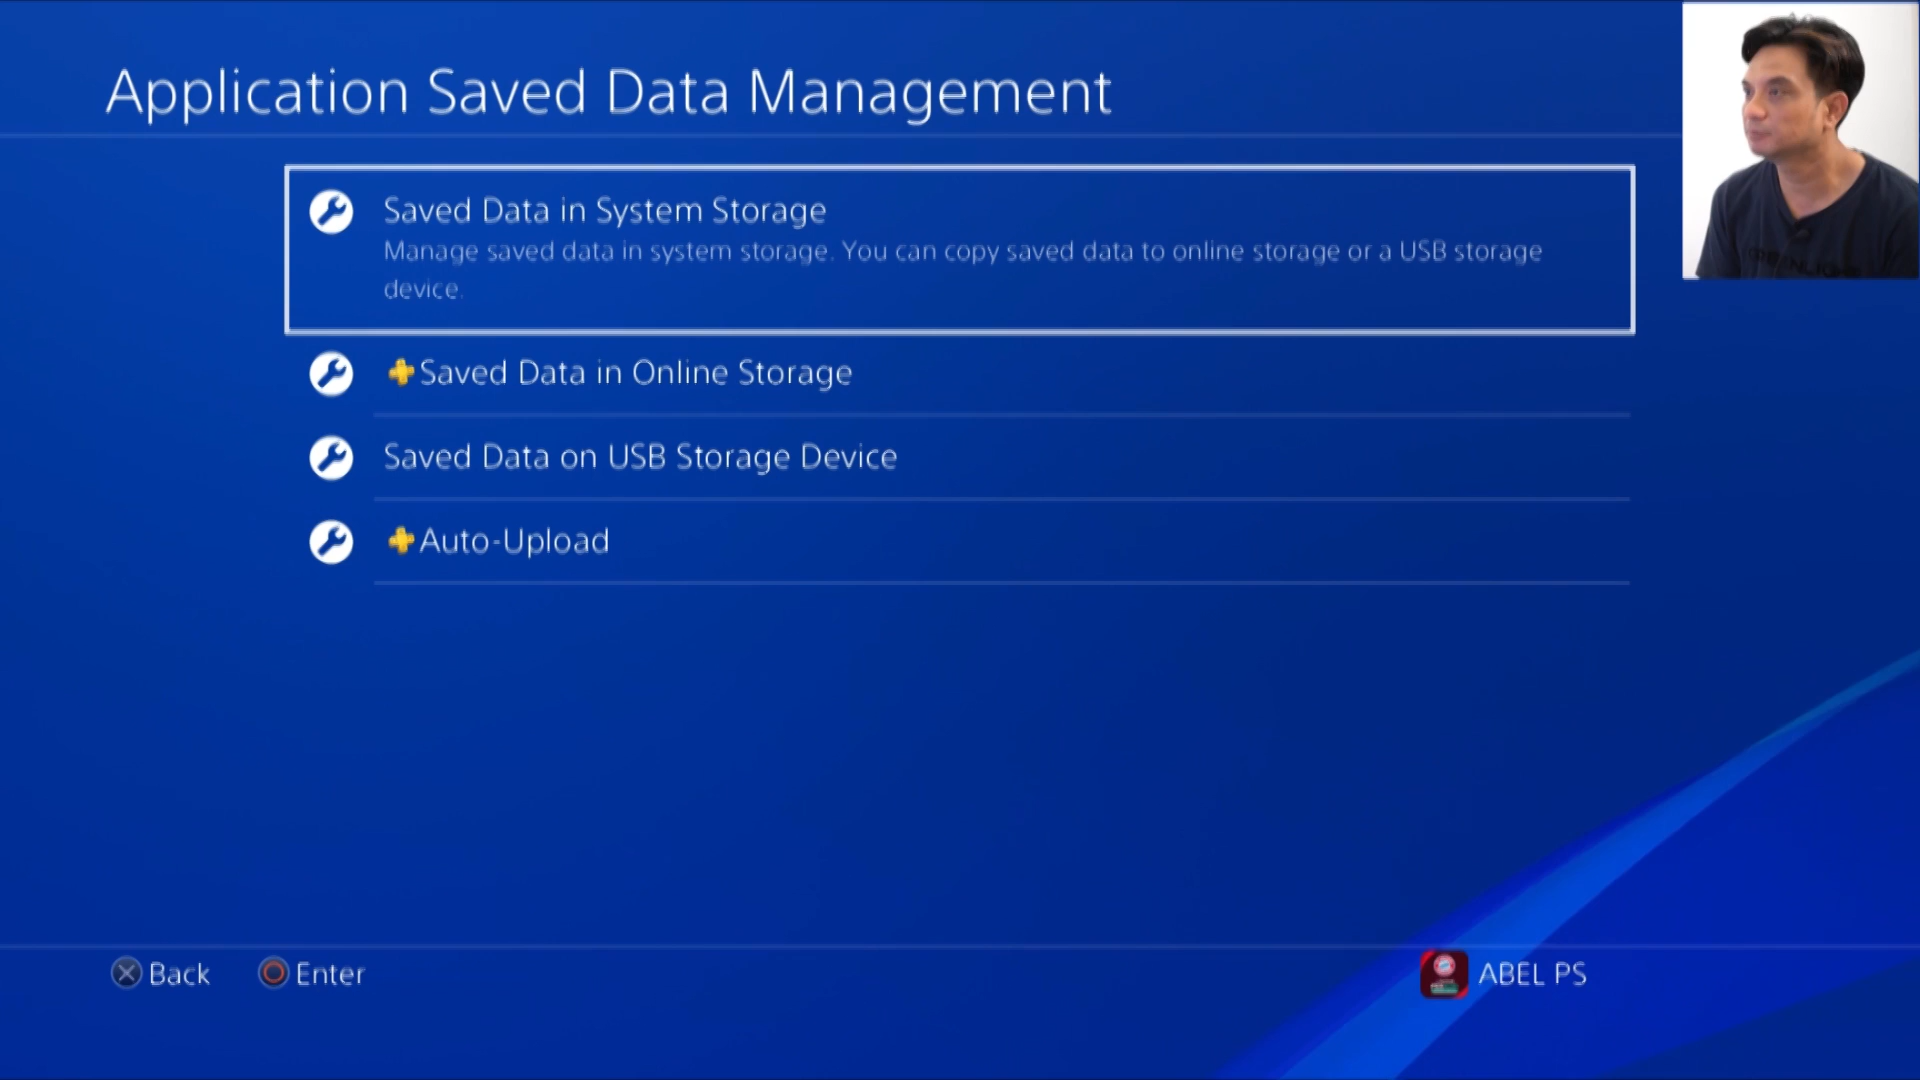 Application Saved Data Management
Saved Data in System Storage
Manage saved data in system storage. You can copy saved data to online storage or a USB storage
device.
Saved Data in Online Storage
Saved Data on USB Storage Device
Auto-Upload
Back
Enter
ABEL PS